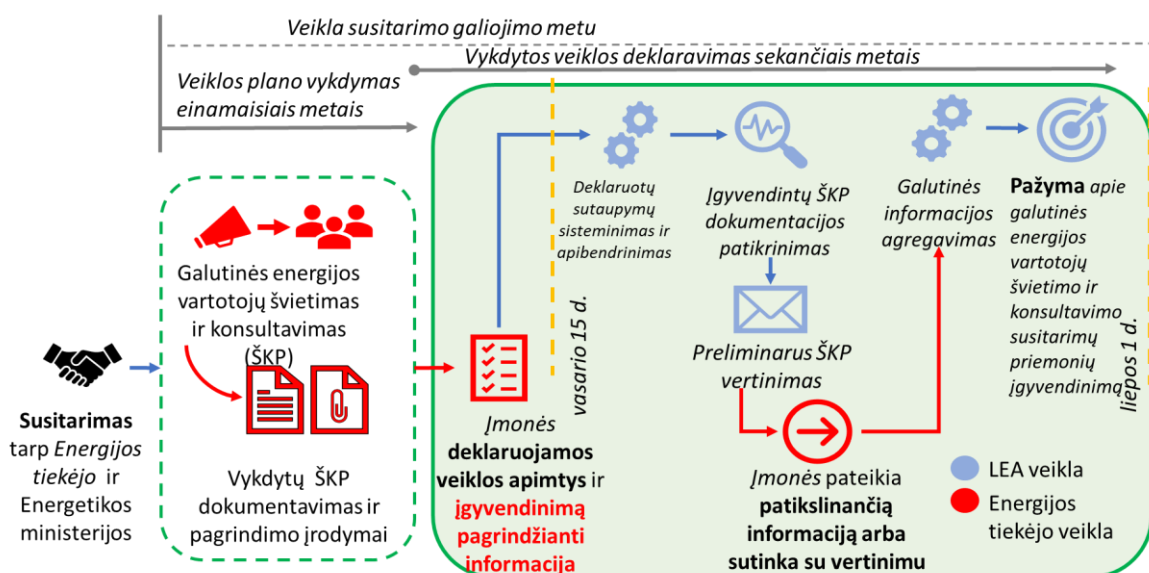 Veikla susitarimo galiojimo metu
Vykdytos veiklos deklaravimas sekančiais metais
Veiklos plano vykdymas
einamaisiais metais
Susitarimas
tarp Energijos
tiekėjo ir
Energetikos
ministerijos
Galutinės energijos
vartotojų švietimas
ir konsultavimas
(ŠKP)
Vykdytų ŠKP
dokumentavimas ir
pagrindimo įrodymai
Įmonės
deklaruojamos
veiklos apimtys ir
įgyvendinimą
pagrindžianti
informacija
vasario 15 d.
Deklaruotų
sutaupymų
sisteminimas ir
apibendrinimas
Įgyvendintų ŠKP
dokumentacijos
patikrinimas
Preliminarus ŠKP
vertinimas
Įmonės pateikia
patikslinančią
informaciją arba
sutinka su vertinimu
Galutinės
informacijos
agregavimas
Pažyma apie
galutinės
energijos
vartotojų
švietimo ir
konsultavimo
susitarimų
priemonių
įgyvendinimą
liepos 1 d.
LEA veikla
Energijos
tiekėjo veikla